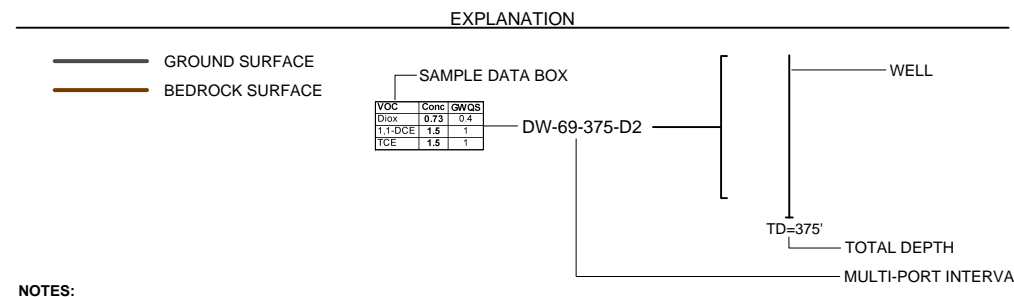 EXPLANATION
GROUND SURFACE
BEDROCK SURFACE
SAMPLE DATA BOX
WELL
VOC Conc GWQS
Diox 0.73 0.4
1,1-DCE 1.5 1
TCE 1.5 1
DW-69-375-D2
TD=375'
TOTAL DEPTH
MULTI-PORT INTERVA
NOTES: